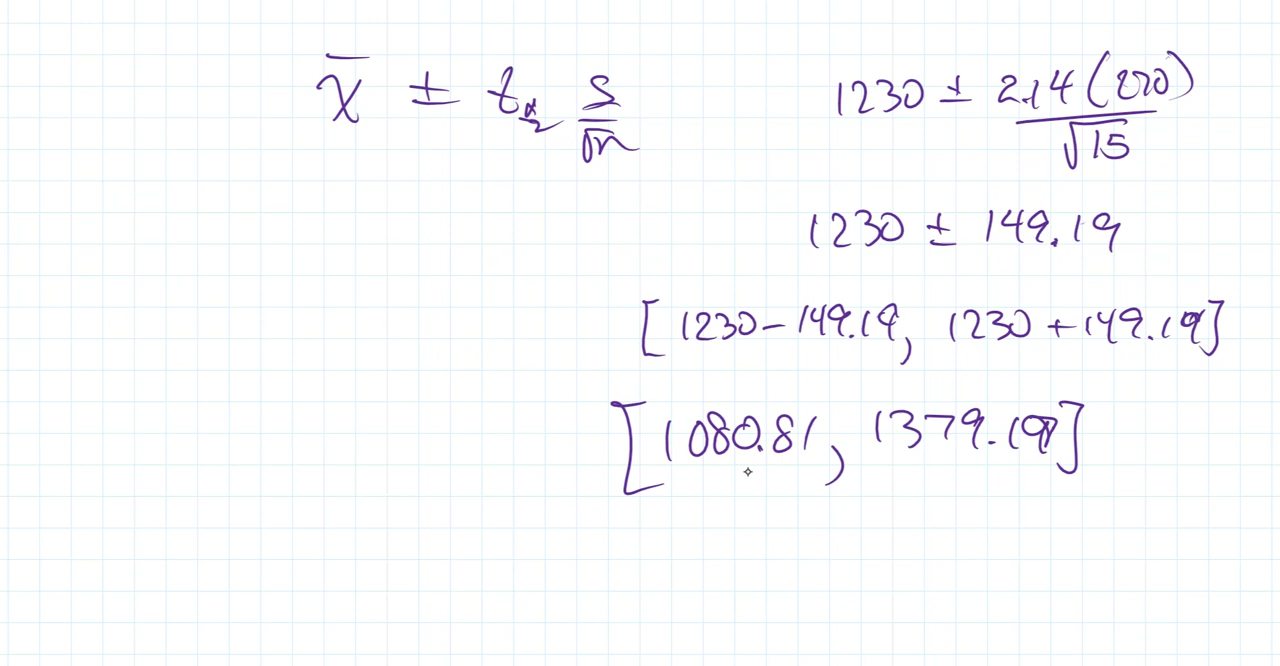 x̄ ± t_{α/2} s/√n
1230 ± 2.14(270)/√15
1230 ± 149.19
[1230 - 149.19, 1230 + 149.19]
[1080.81, 1379.19]